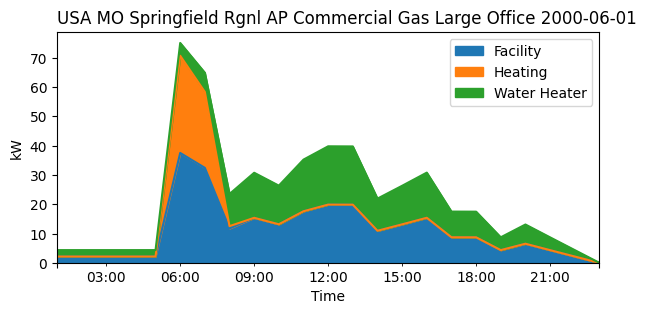 USA MO Springfield Rgnl AP Commercial Gas Large Office 2000-06-01
Facility
Heating
Water Heater
kW
70
60
50
40
30
20
10
0
03:00 06:00 09:00 12:00 15:00 18:00 21:00
Time